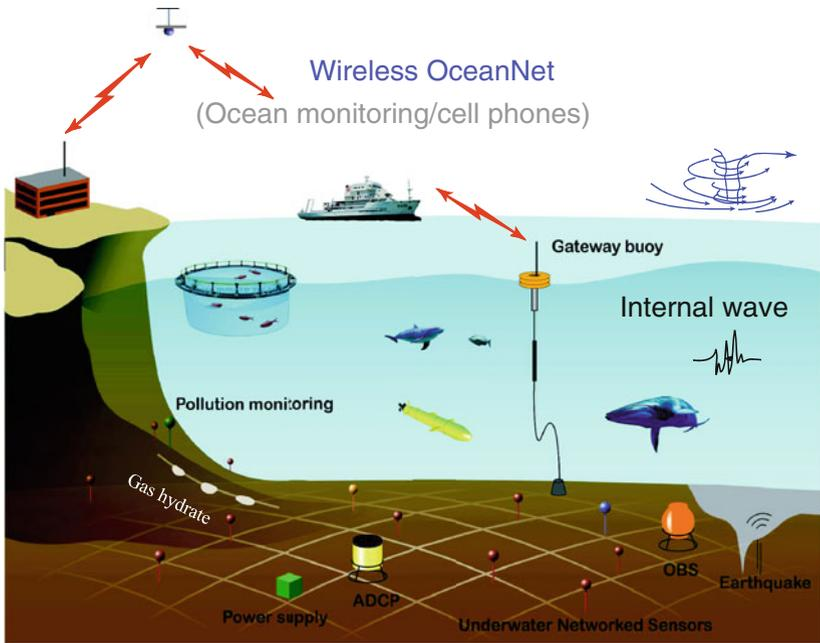 Wireless OceanNet
(Ocean monitoring/cell phones)
Gateway buoy
Internal wave
Pollution monitoring
Gas hydrate
OBS
Earthquake
ADCP
Power supply
Underwater Networked Sensors